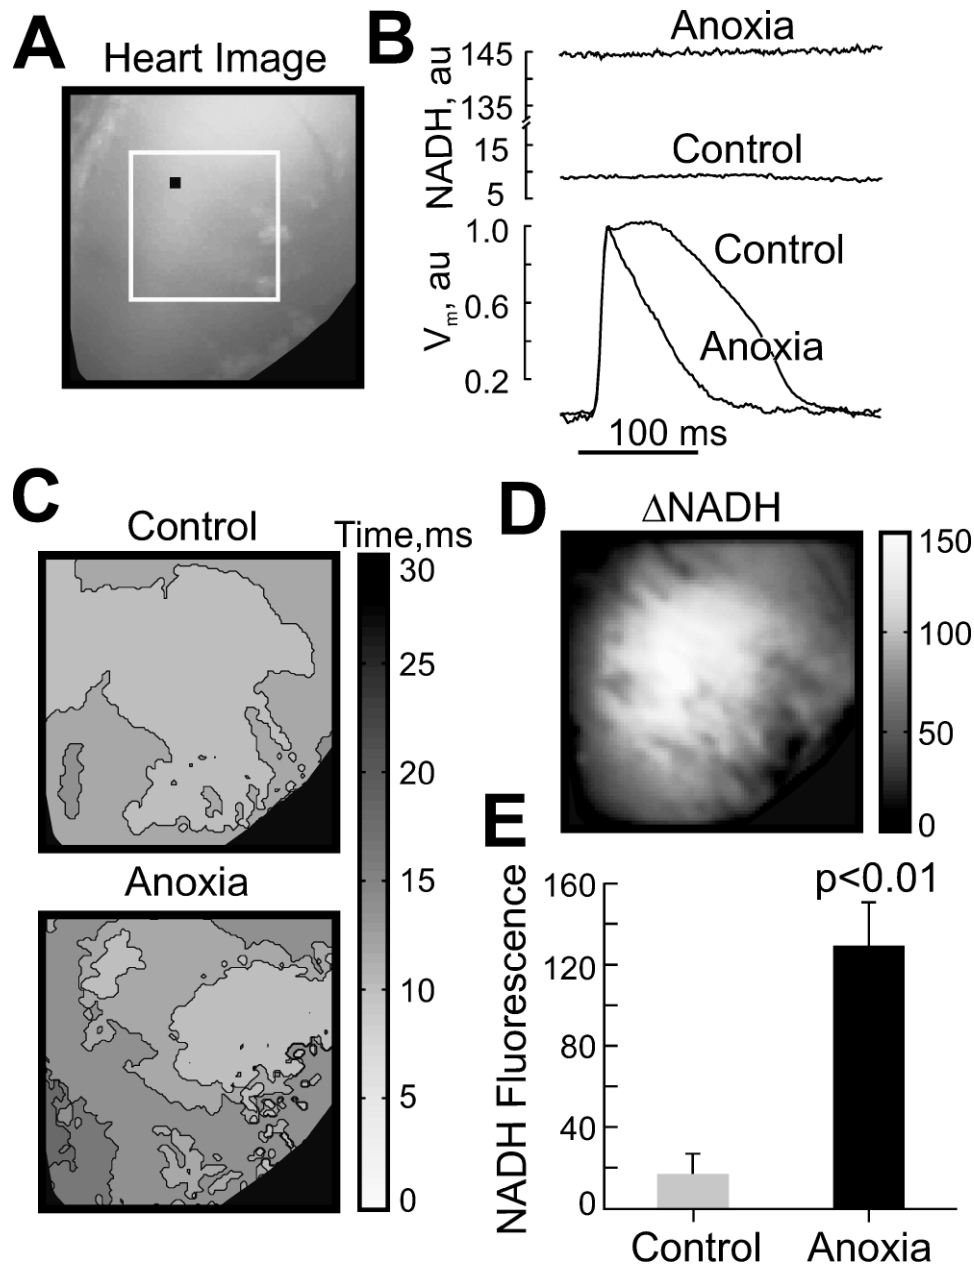 A
Heart Image
B
NADH, au
145
135
15
5
Anoxia
Control
Vm, au
1.0
0.6
0.2
Control
Anoxia
100 ms
C
Control
Time,ms
30
25
20
15
10
5
0
Anoxia
D
ΔNADH
150
100
50
0
E
NADH Fluorescence
160
120
80
40
0
p<0.01
Control
Anoxia